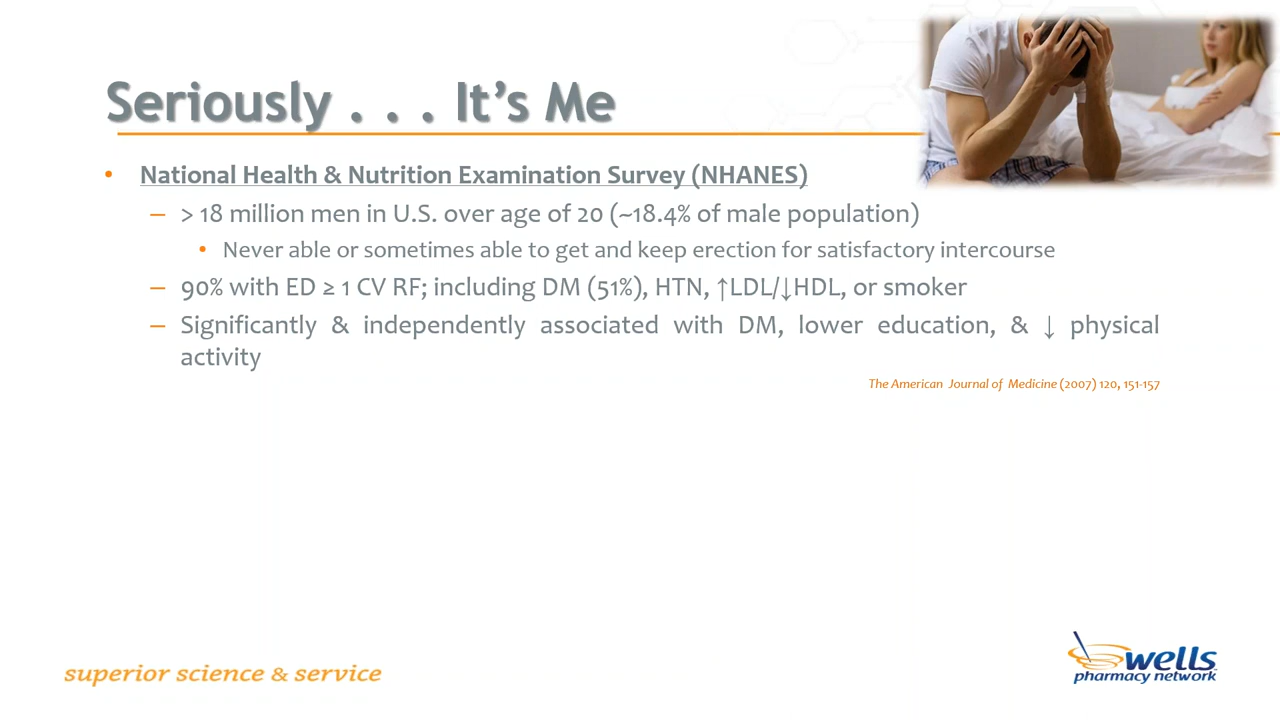 Seriously . . . It's Me
• National Health & Nutrition Examination Survey (NHANES)
– > 18 million men in U.S. over age of 20 (~18.4% of male population)
• Never able or sometimes able to get and keep erection for satisfactory intercourse
– 90% with ED ≥ 1 CV RF; including DM (51%), HTN, ↑LDL/↓HDL, or smoker
– Significantly & independently associated with DM, lower education, & ↓ physical
activity
The American Journal of Medicine (2007) 120, 151-157
superior science & service
wells
pharmacy network